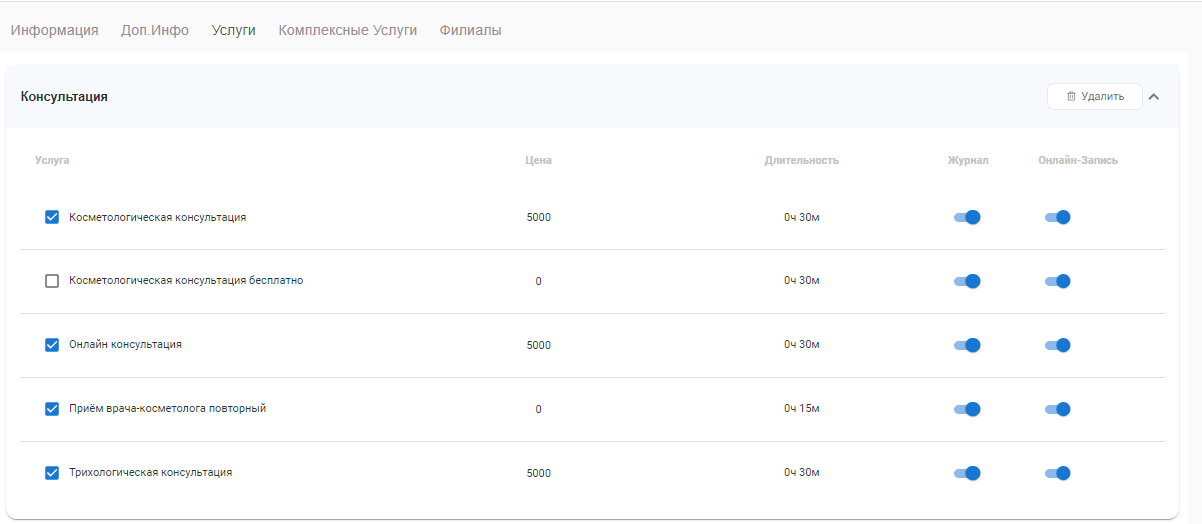 Информация Доп.Инфо Услуги Комплексные Услуги Филиалы
Консультация Удалить
Услуга Цена Длительность Журнал Онлайн-Запись
Косметологическая консультация 5000 0ч 30м
Косметологическая консультация бесплатно 0 0ч 30м
Онлайн консультация 5000 0ч 30м
Приём врача-косметолога повторный 0 0ч 15м
Трихологическая консультация 5000 0ч 30м